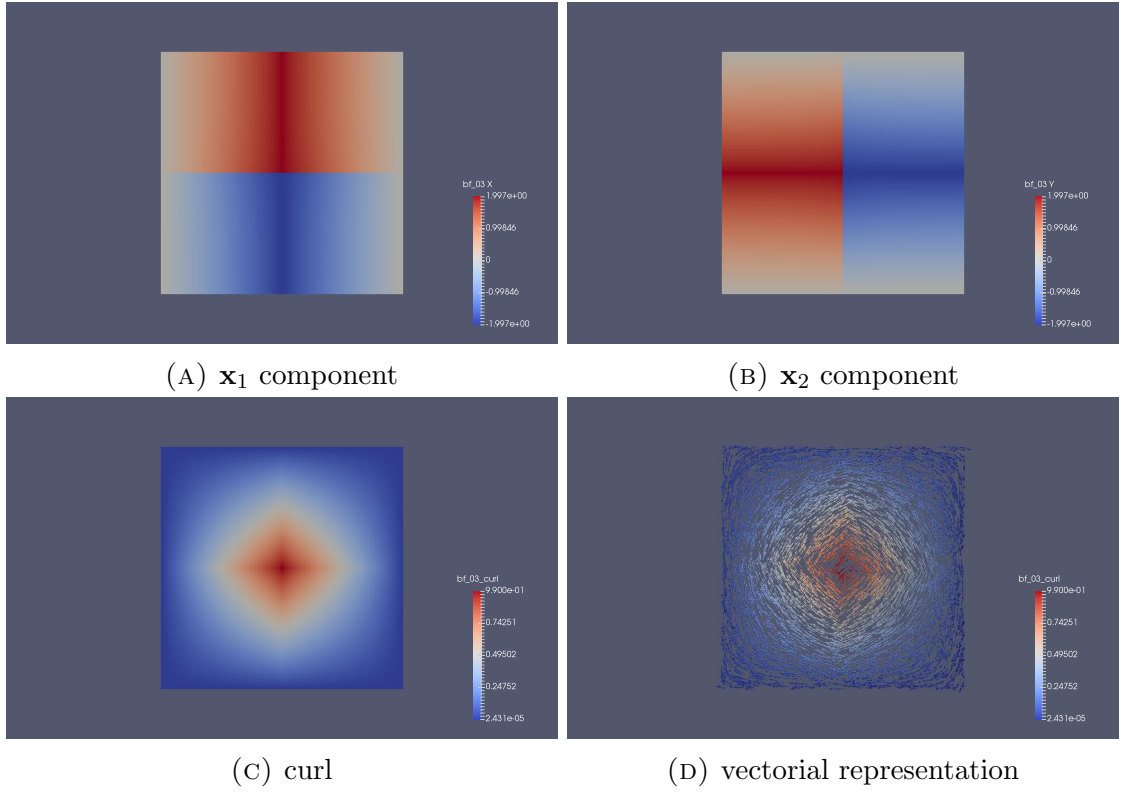 bf_03 X
1.997e+00
0.99846
0
-0.99846
-1.997e+00
bf_03 Y
1.997e+00
0.99846
0
-0.99846
-1.997e+00
(A) x₁ component
(B) x₂ component
bf_03_curl
9.900e-01
0.74251
0.49502
0.24752
2.431e-05
bf_03_curl
9.900e-01
0.74251
0.49502
0.24752
2.431e-05
(C) curl
(D) vectorial representation